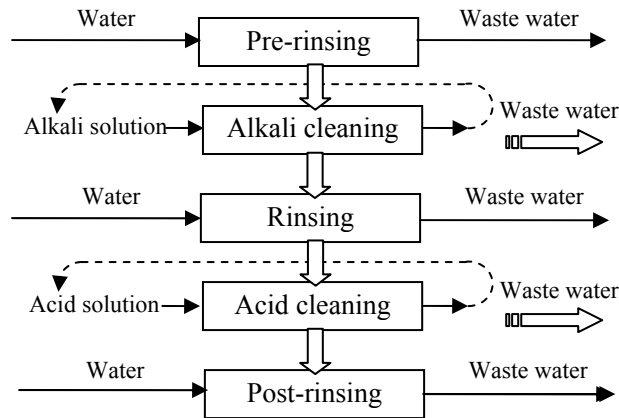 Water
Waste water
Pre-rinsing
Waste water
Alkali solution
Alkali cleaning
Water
Waste water
Rinsing
Waste water
Acid solution
Acid cleaning
Water
Waste water
Post-rinsing